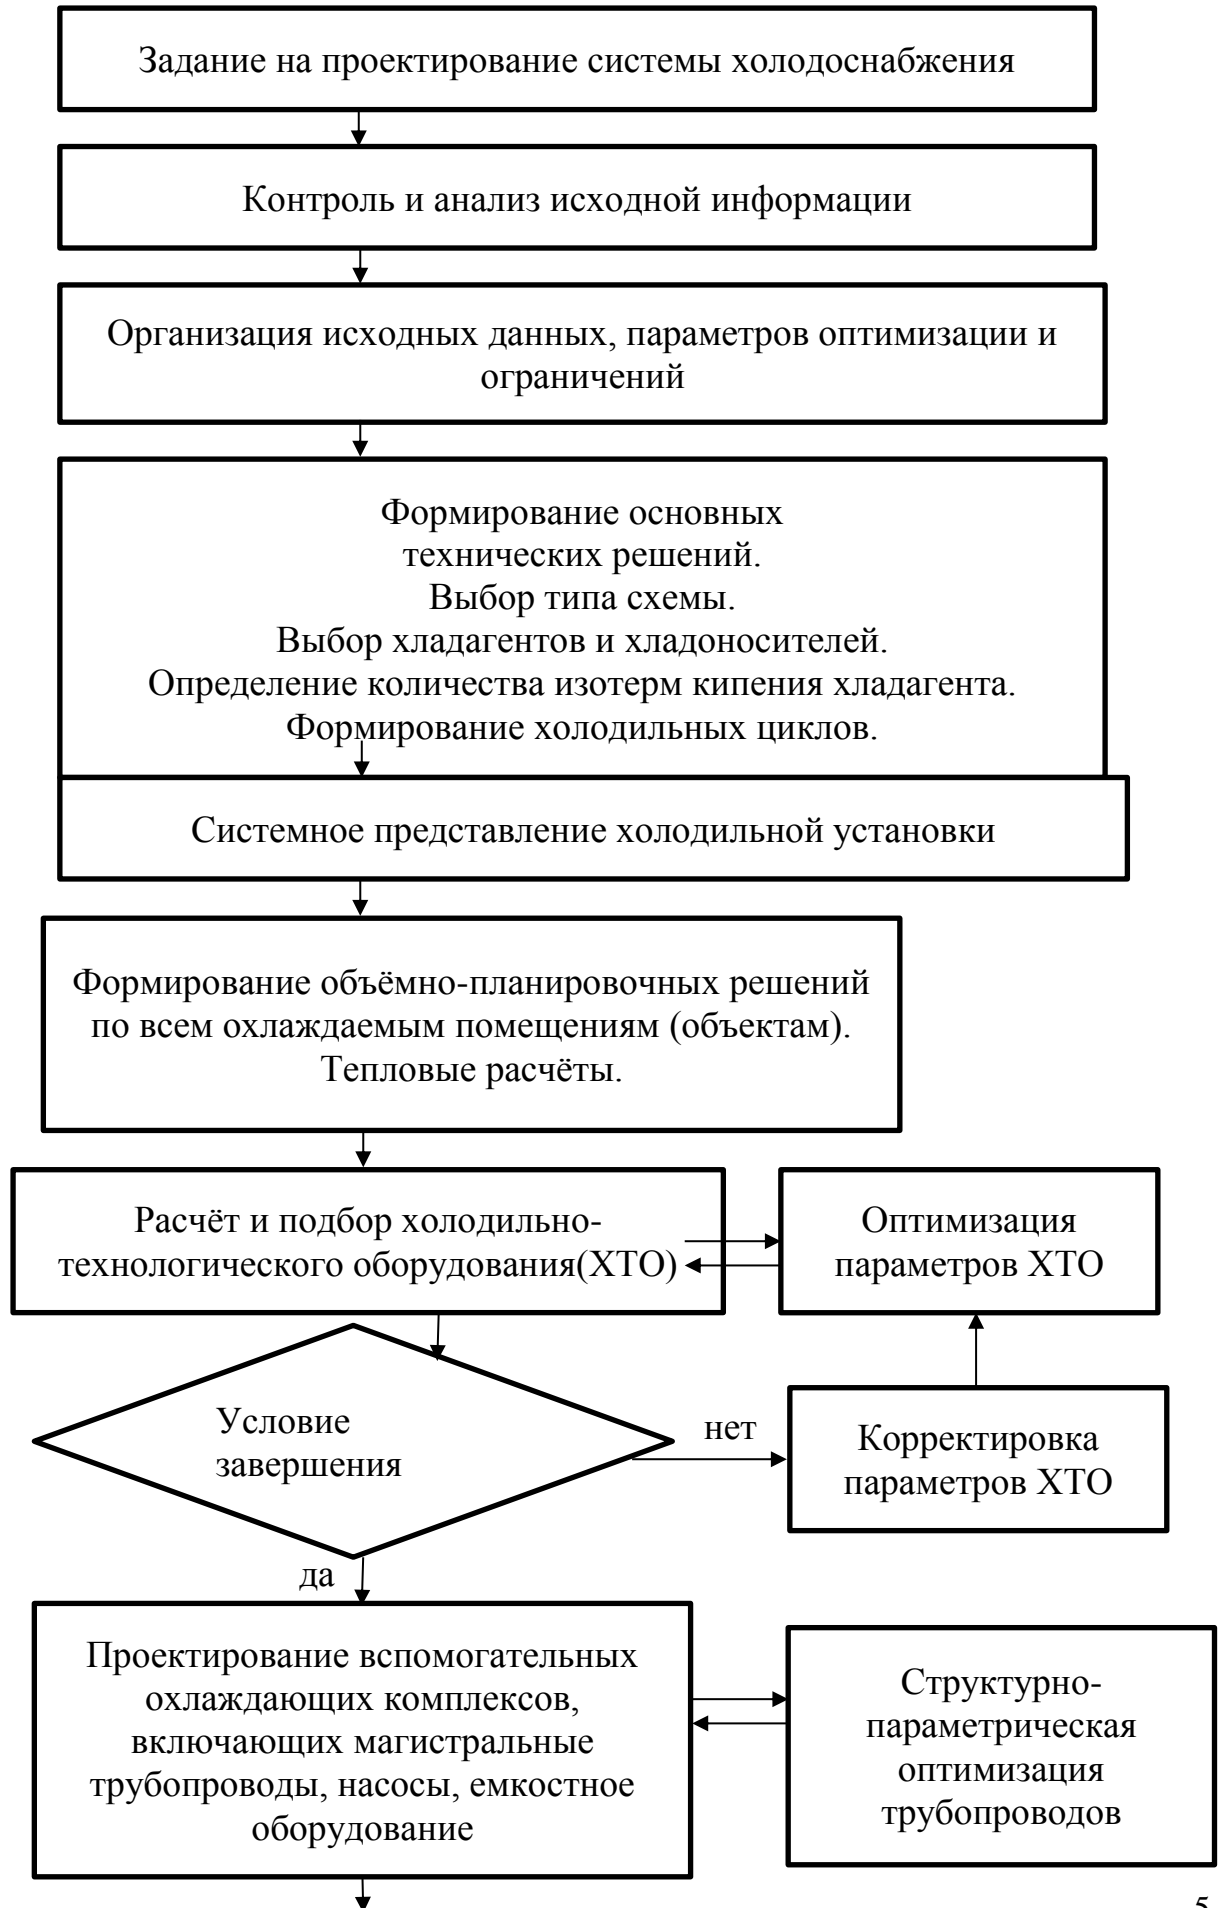 Задание на проектирование системы холодоснабжения
Контроль и анализ исходной информации
Организация исходных данных, параметров оптимизации и
ограничений
Формирование основных
технических решений.
Выбор типа схемы.
Выбор хладагентов и хладоносителей.
Определение количества изотерм кипения хладагента.
Формирование холодильных циклов.
Системное представление холодильной установки
Формирование объёмно-планировочных решений
по всем охлаждаемым помещениям (объектам).
Тепловые расчёты.
Расчёт и подбор холодильно-
технологического оборудования(ХТО)
Оптимизация
параметров ХТО
Условие
завершения
нет
Корректировка
параметров ХТО
да
Проектирование вспомогательных
охлаждающих комплексов,
включающих магистральные
трубопроводы, насосы, емкостное
оборудование
Структурно-
параметрическая
оптимизация
трубопроводов
5